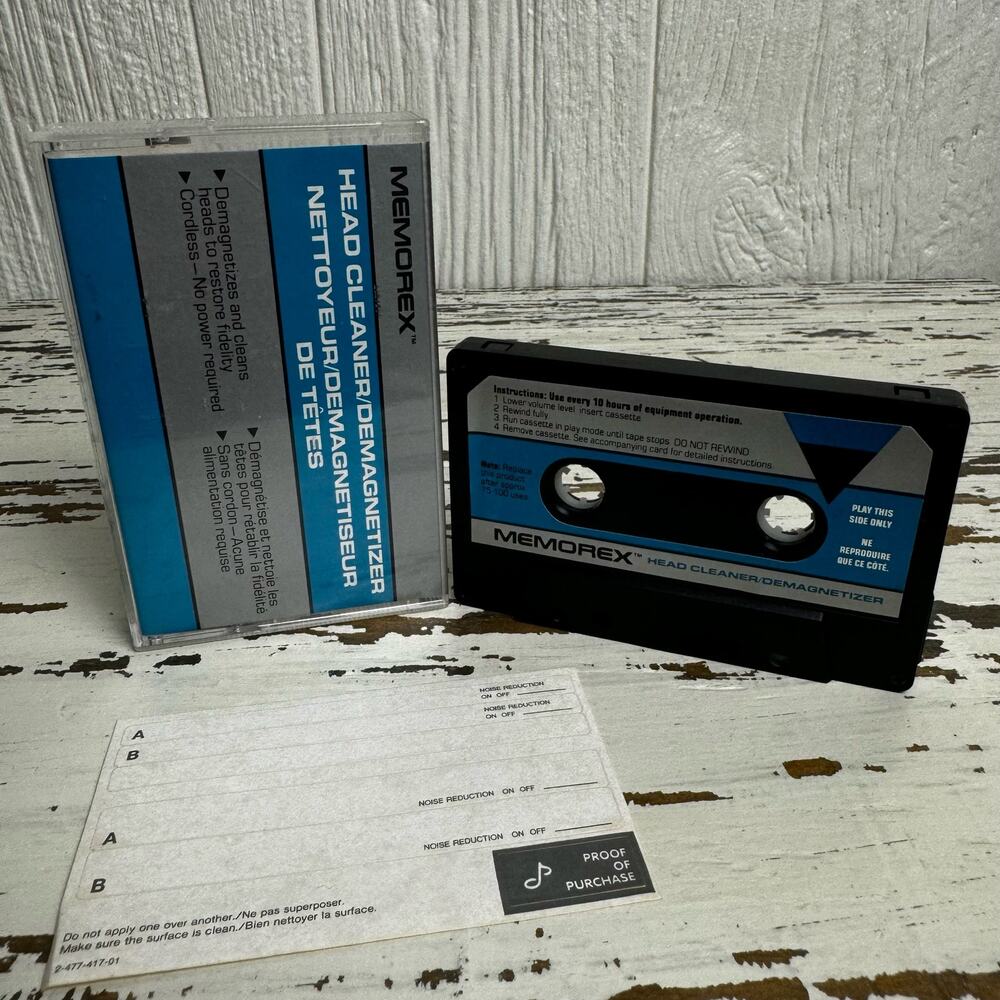 MEMOREX™
HEAD CLEANER/DEMAGNETIZER
NETTOYEUR/DEMAGNETISEUR
DE TÊTES
▶ Demagnetizes and cleans
heads to restore fidelity
▶ Cordless—No power required
▶ Démagnétise et nettoie les
têtes pour rétablir la fidélité
▶ Sans cordon—Acune
alimentation requise
Instructions: Use every 10 hours of equipment operation.
1 Lower volume level insert cassette
2 Rewind fully
3. Run cassette in play mode until tape stops DO NOT REWIND
4 Remove cassette. See accompanying card for detailed instructions.
Note: Replace
this product
after approx
75-100 uses
PLAY THIS
SIDE ONLY
NE
REPRODUIRE
QUE CE CÔTÉ.
MEMOREX™ HEAD CLEANER/DEMAGNETIZER
NOISE REDUCTION
ON OFF
A
NOISE REDUCTION
ON OFF
B
NOISE REDUCTION ON OFF
A
NOISE REDUCTION ON OFF
B
PROOF
OF
PURCHASE
Do not apply one over another./Ne pas superposer.
Make sure the surface is clean./Bien nettoyer la surface.
2-477-417-01